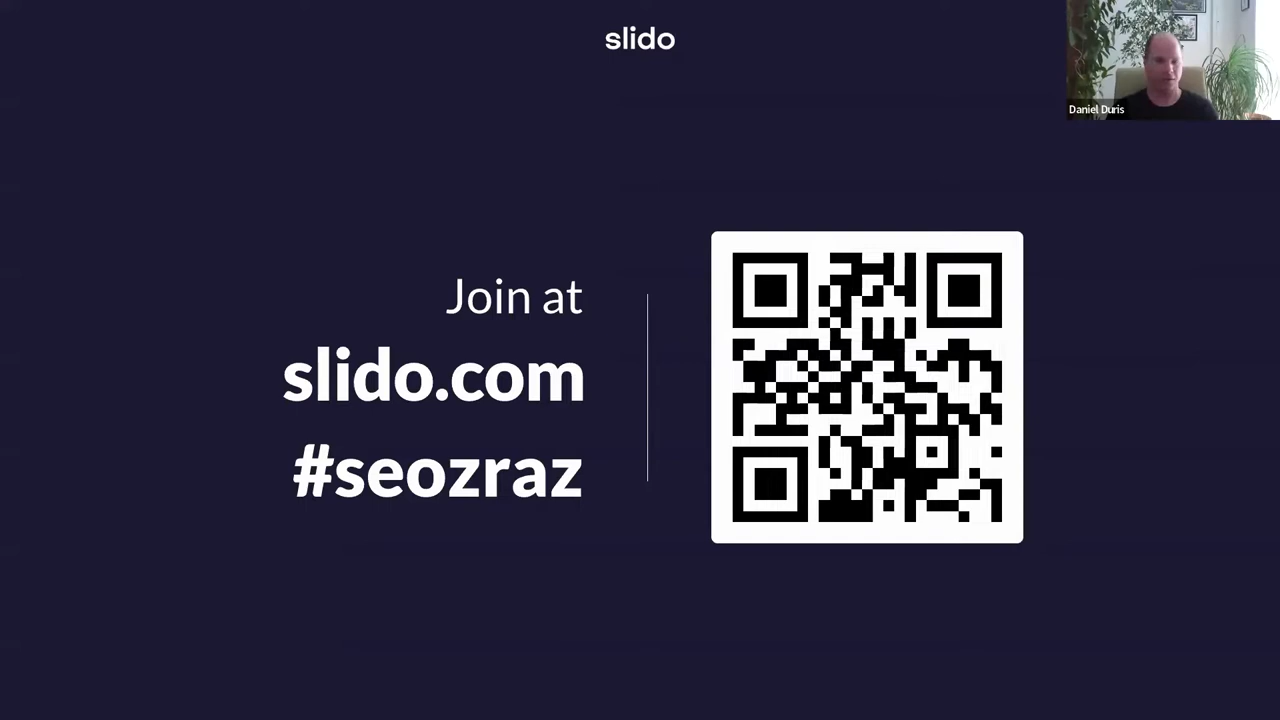 slido
Daniel Duris
Join at
slido.com
#seozraz